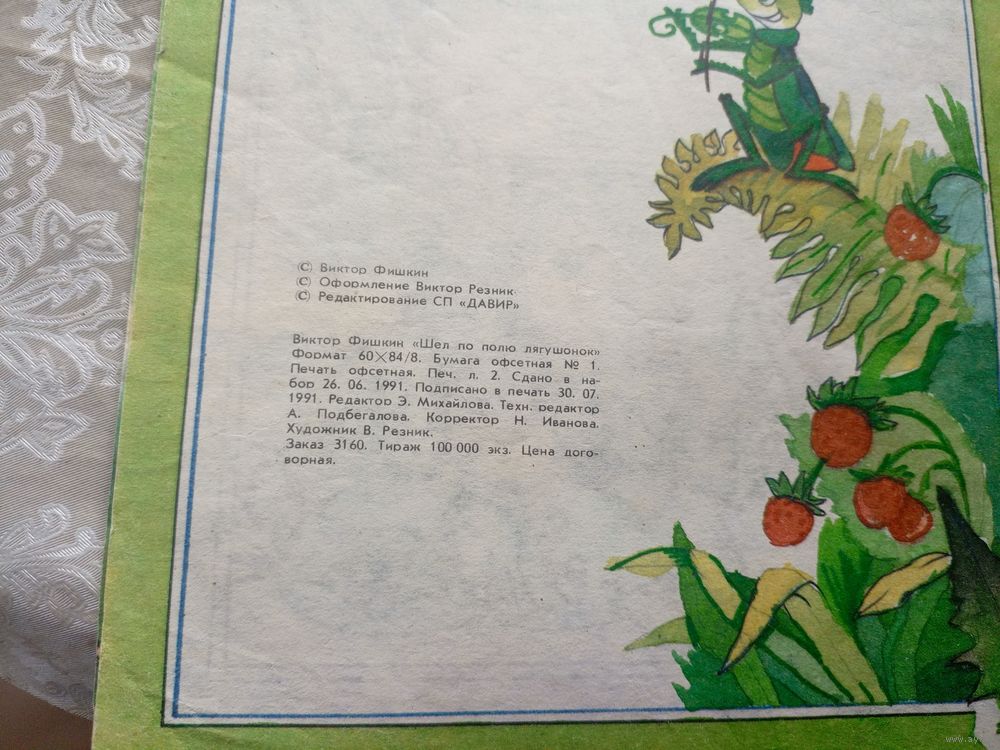 (C) Виктор Фишкин
(C) Оформление Виктор Резник
(C) Редактирование СП «ДАВИР»
Виктор Фишкин «Шел по полю лягушонок»
Формат 60×84/8. Бумага офсетная № 1.
Печать офсетная. Печ. л. 2. Сдано в на-
бор 26. 06. 1991. Подписано в печать 30. 07.
1991. Редактор Э. Михайлова. Техн. редактор
А. Подбегалова. Корректор Н. Иванова.
Художник В. Резник.
Заказ 3160. Тираж 100 000 экз. Цена дого-
ворная.